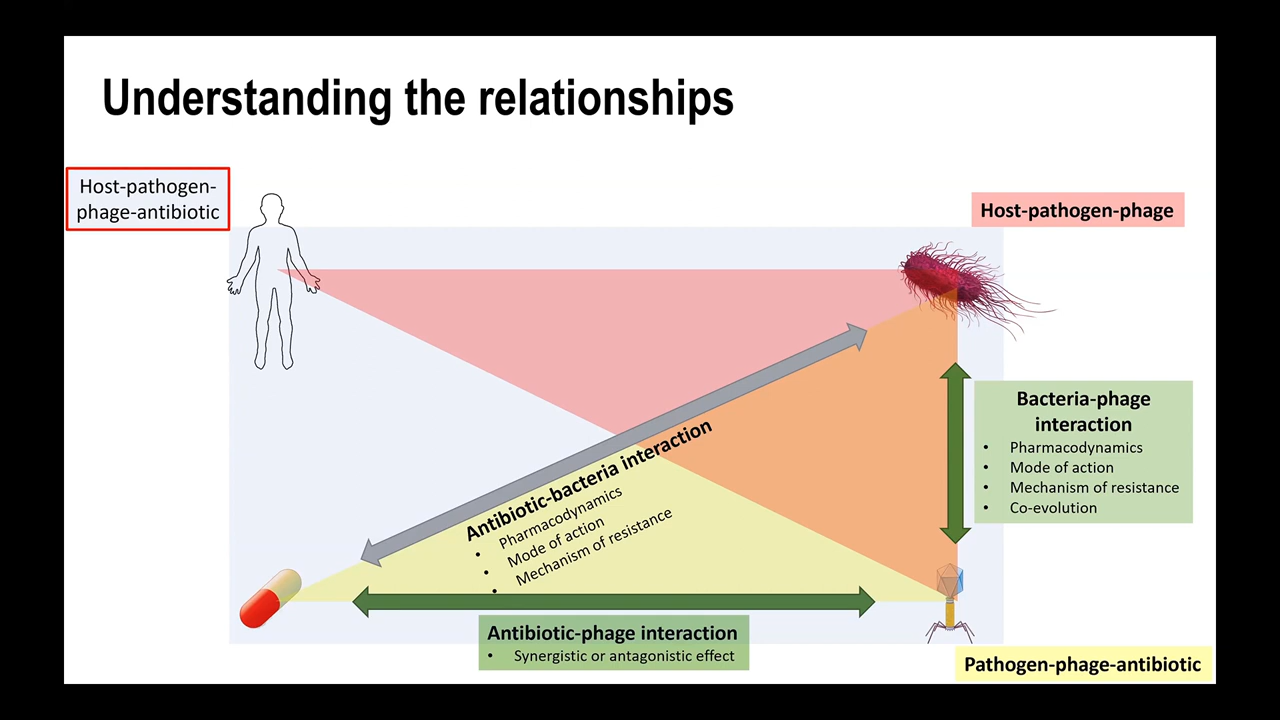 Understanding the relationships
Host-pathogen-
phage-antibiotic
Host-pathogen-phage
Antibiotic-bacteria interaction
• Pharmacodynamics
• Mode of action
• Mechanism of resistance
•
Bacteria-phage
interaction
• Pharmacodynamics
• Mode of action
• Mechanism of resistance
• Co-evolution
Antibiotic-phage interaction
• Synergistic or antagonistic effect
Pathogen-phage-antibiotic